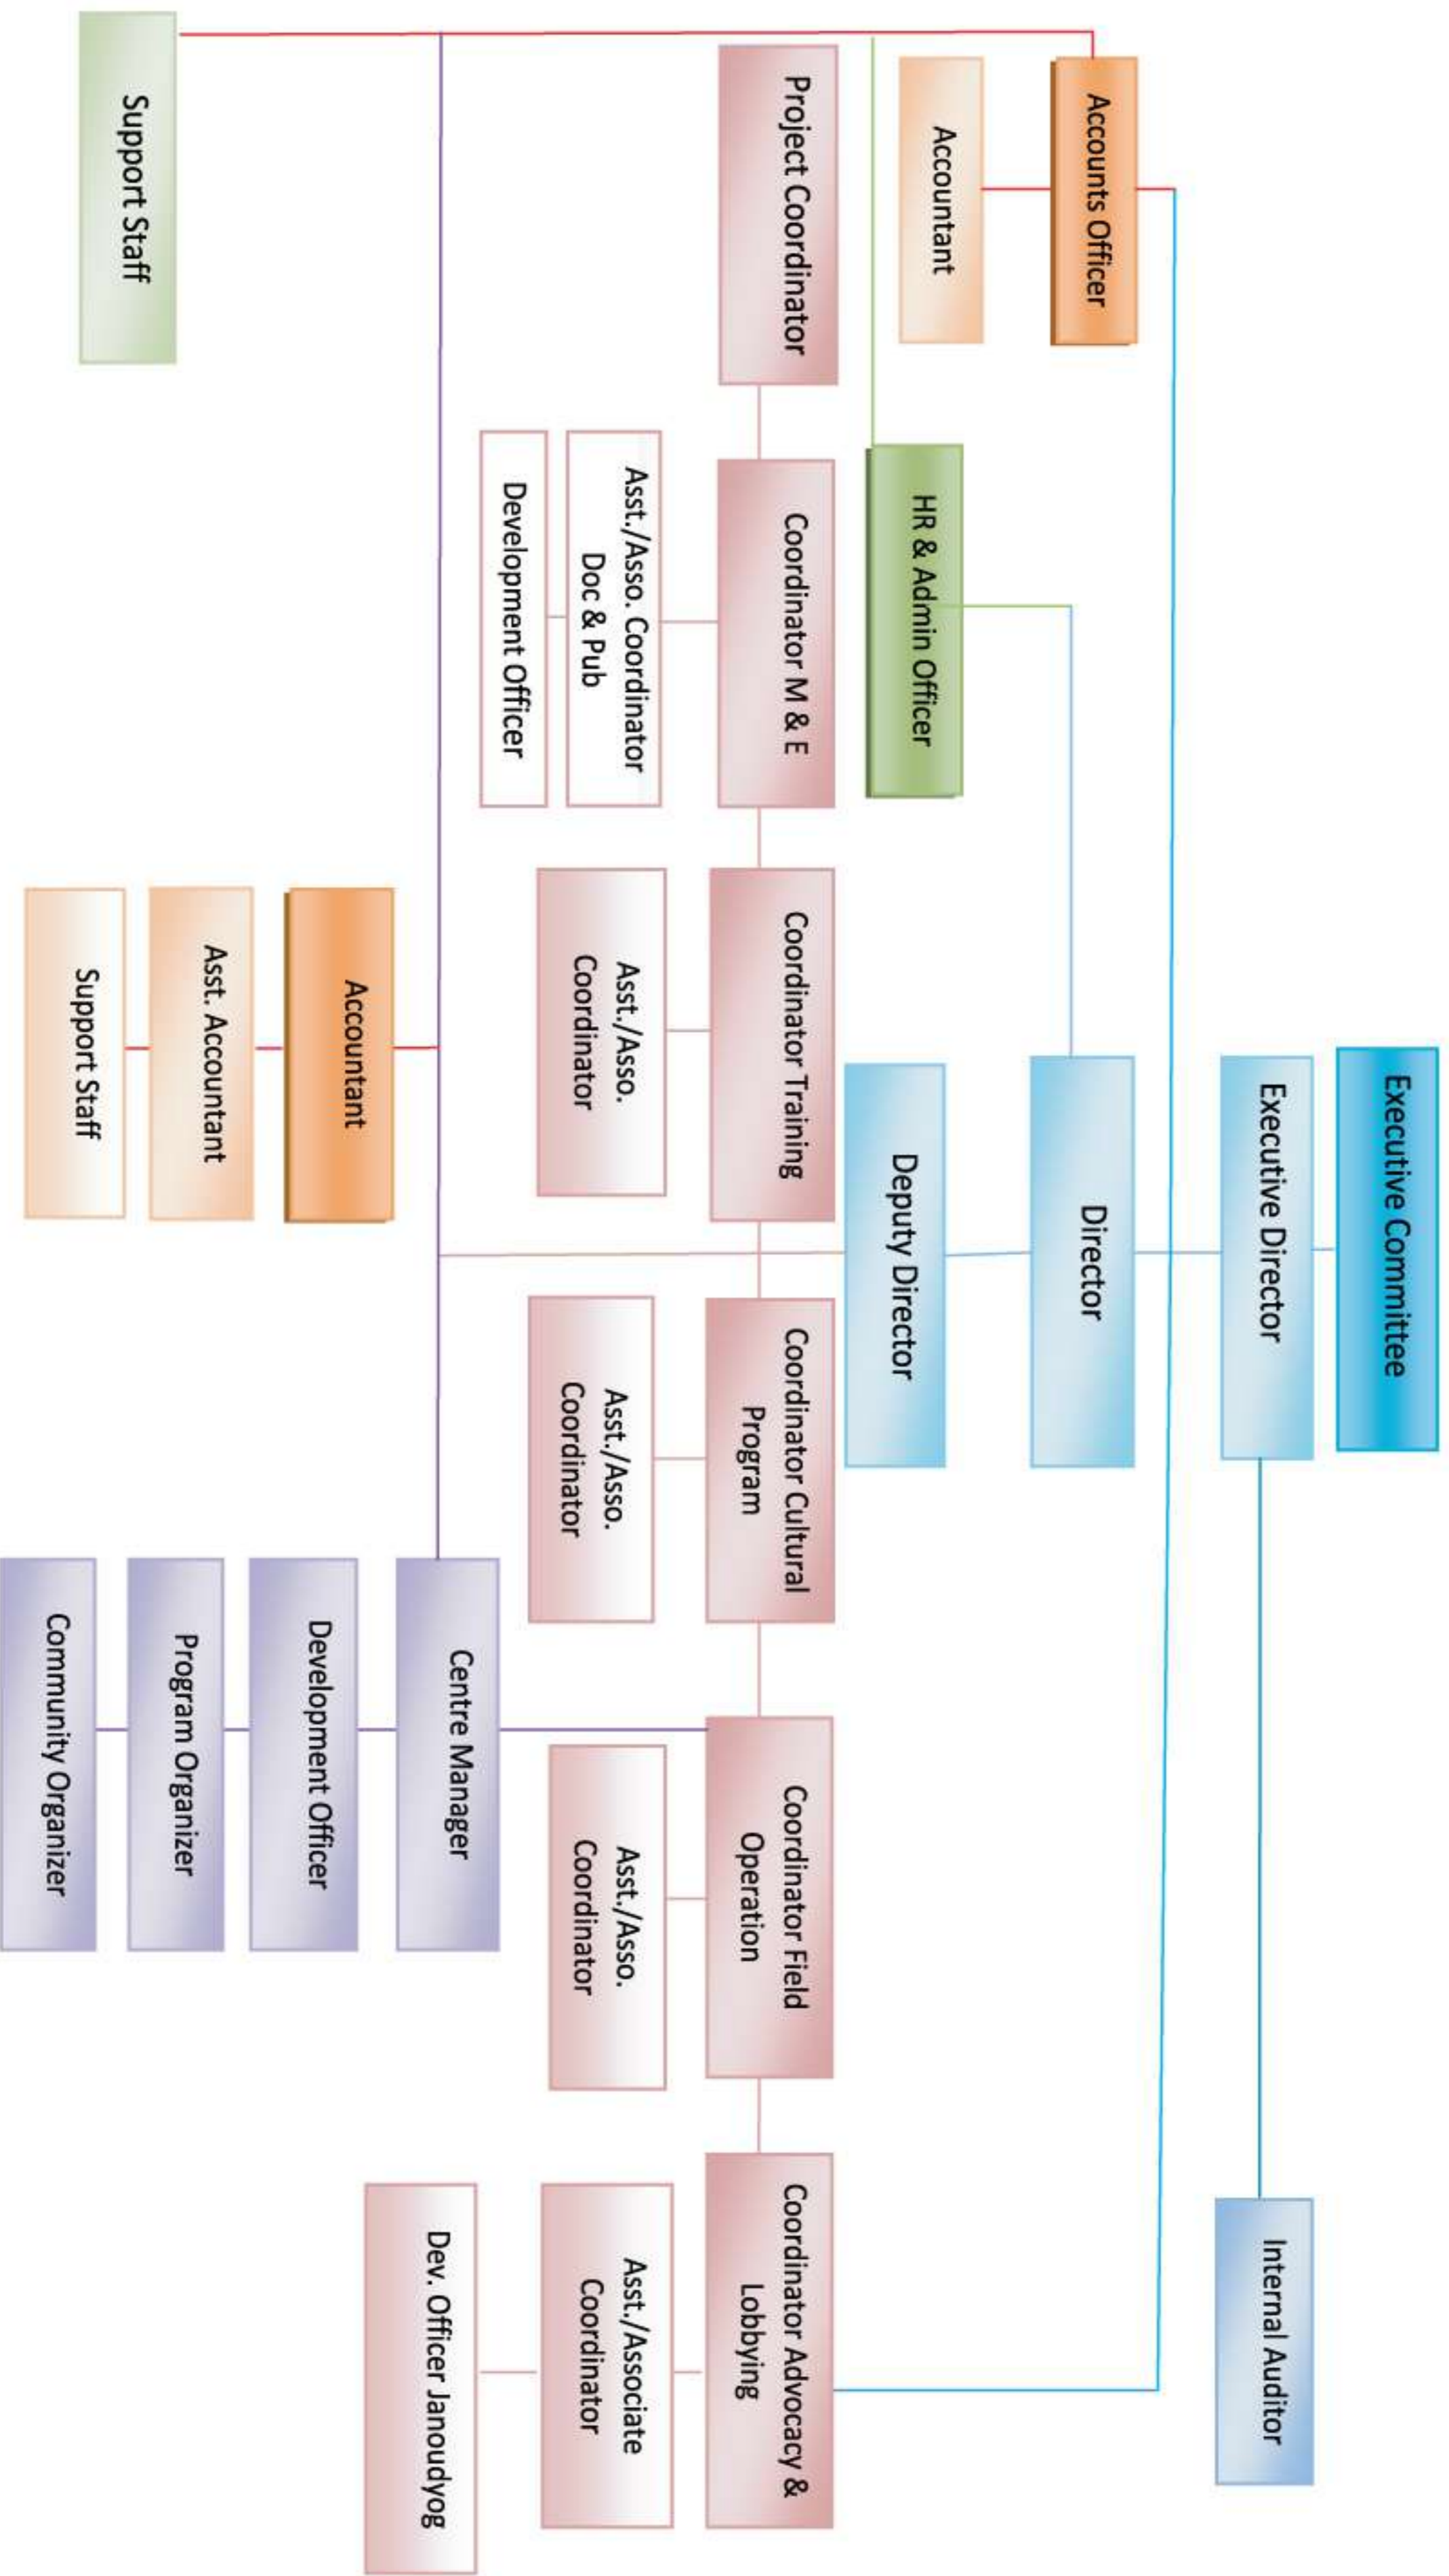 Executive Committee
Executive Director
Internal Auditor
Director
Accounts Officer
Accountant
HR & Admin Officer
Deputy Director
Project Coordinator
Coordinator M & E
Coordinator Training
Coordinator Cultural
Program
Coordinator Field
Operation
Coordinator Advocacy &
Lobbying
Asst./Asso. Coordinator
Doc & Pub
Development Officer
Asst./Asso.
Coordinator
Asst./Asso.
Coordinator
Asst./Asso.
Coordinator
Asst./Associate
Coordinator
Dev. Officer Janoudyog
Centre Manager
Development Officer
Program Organizer
Community Organizer
Accountant
Asst. Accountant
Support Staff
Support Staff